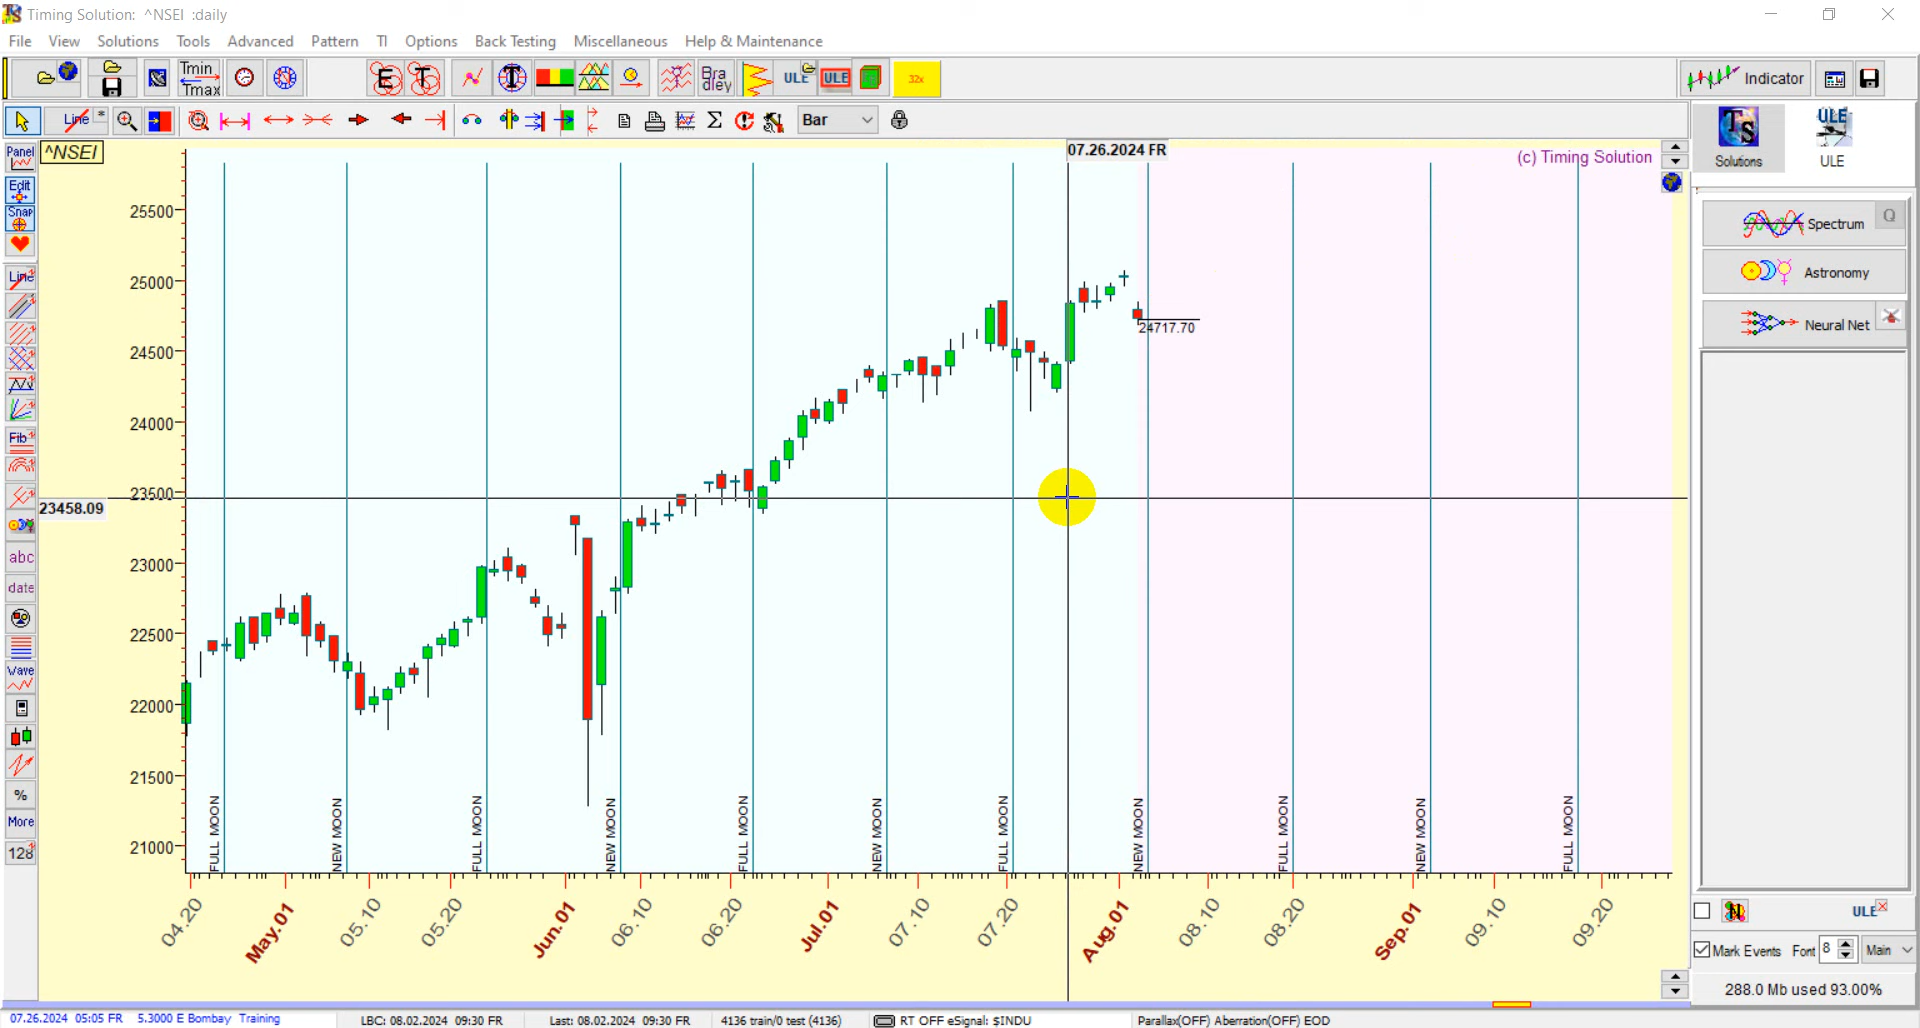 Timing Solution: ^NSEI :daily
File View Solutions Tools Advanced Pattern TI Options Back Testing Miscellaneous Help & Maintenance
Tmin
Tmax
E T T Bra
dley ULE ULE 32x Indicator
Line * Σ Bar
Panel
Edit
Snap
Line
Fib
abc
date
Wave
%
More
128
^NSEI
07.26.2024 FR
(c) Timing Solution
25500
25000
24500
24000
23500
23458.09
23000
22500
22000
21500
21000
24717.70
FULL MOON
NEW MOON
FULL MOON
NEW MOON
FULL MOON
NEW MOON
FULL MOON
NEW MOON
FULL MOON
NEW MOON
FULL MOON
04.20 May.01 05.10 05.20 Jun.01 06.10 06.20 Jul.01 07.10 07.20 Aug.01 08.10 08.20 Sep.01 09.10 09.20
TS
Solutions
ULE
ULE
Spectrum Q
Astronomy
Neural Net
N ULE
Mark Events Font 8 Main
288.0 Mb used 93.00%
07.26.2024 05:05 FR 5.3000 E Bombay Training LBC: 08.02.2024 09:30 FR Last: 08.02.2024 09:30 FR 4136 train/0 test (4136) RT OFF eSignal: $INDU Parallax(OFF) Aberration(OFF) EOD